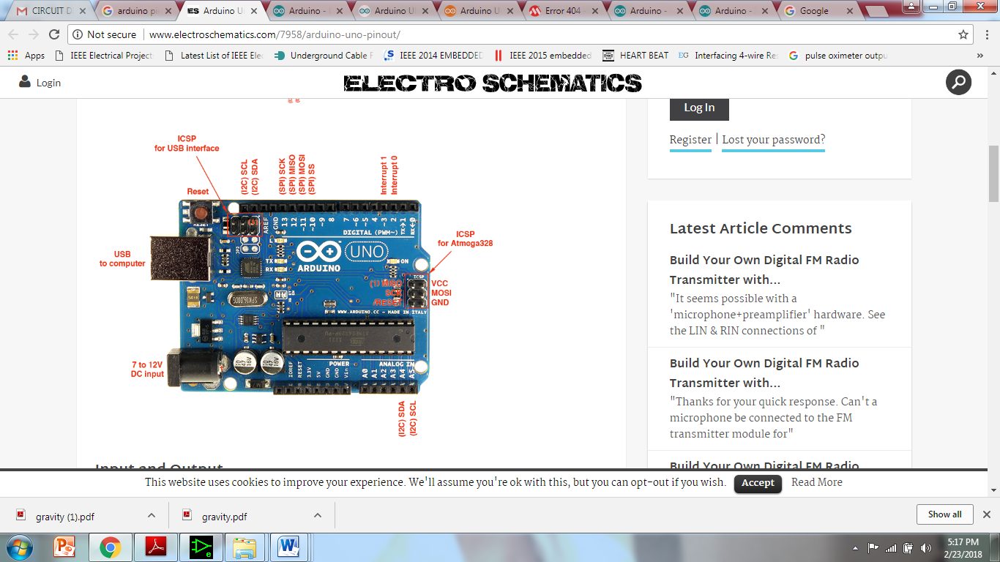 CIRCUIT D
arduino pi
ES Arduino U
Arduino -
Arduino U
Arduino U
Error 404 -
Arduino -
Arduino -
Google
Not secure | www.electroschematics.com/7958/arduino-uno-pinout/
Apps
IEEE Electrical Project
Latest List of IEEE Ele
Underground Cable F
IEEE 2014 EMBEDDED
IEEE 2015 embedded
HEART BEAT
EG Interfacing 4-wire Re
pulse oximeter outpu
»
Login
ELECTRO SCHEMATICS
ICSP
for USB interface
(I2C) SCL
(I2C) SDA
(SPI) SCK
(SPI) MISO
(SPI) MOSI
(SPI) SS
Interrupt 1
Interrupt 0
Reset
RESET
AREF
GND
13
12
~11
~10
~9
8
7
~6
~5
4
~3
2
TX→1
RX←0
DIGITAL (PWM~)
ICSP
for Atmega328
USB
to computer
L
TX
RX
UNO
ARDUINO
ON
ICSP
(1) MISO
SCK
/RESET
VCC
MOSI
GND
WWW.ARDUINO.CC - MADE IN ITALY
7 to 12V
DC input
47
16V
47
16V
POWER
ANALOG IN
IOREF
RESET
3.3V
5V
GND
GND
Vin
A0
A1
A2
A3
A4
A5
(I2C) SDA
(I2C) SCL
Input and Output
Log In
Register | Lost your password?
Latest Article Comments
Build Your Own Digital FM Radio
Transmitter with...
"It seems possible with a
'microphone+preamplifier' hardware. See
the LIN & RIN connections of "
Build Your Own Digital FM Radio
Transmitter with...
"Thanks for your quick response. Can't a
microphone be connected to the FM
transmitter module for"
Build Your Own Digital FM Radio
This website uses cookies to improve your experience. We'll assume you're ok with this, but you can opt-out if you wish. Accept Read More
gravity (1).pdf
gravity.pdf
Show all
5:17 PM
2/23/2018